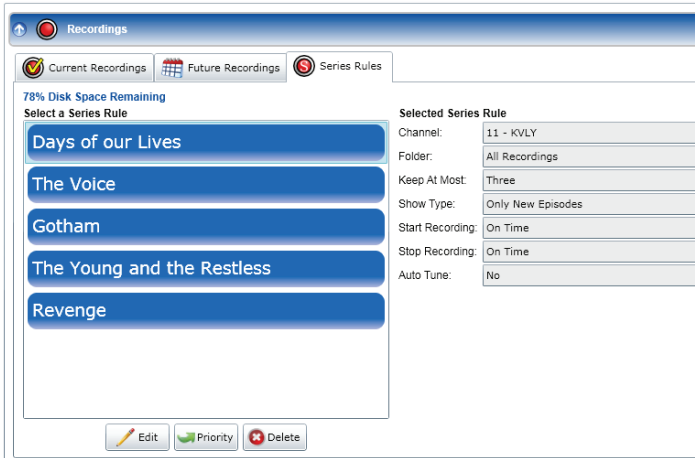 Recordings
Current Recordings
Future Recordings
Series Rules
78% Disk Space Remaining
Select a Series Rule
Days of our Lives
The Voice
Gotham
The Young and the Restless
Revenge
Edit
Priority
Delete
Selected Series Rule
Channel: 11 - KVLY
Folder: All Recordings
Keep At Most: Three
Show Type: Only New Episodes
Start Recording: On Time
Stop Recording: On Time
Auto Tune: No